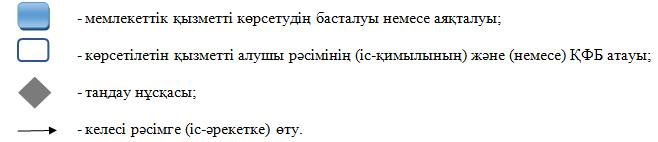 - мемлекеттік қызметті көрсетудің басталуы немесе аяқталуы;
- көрсетілетін қызметті алушы рәсімінің (іс-қимылының) және (немесе) ҚФБ атауы;
- таңдау нұсқасы;
- келесі рәсімге (іс-әрекетке) өту.